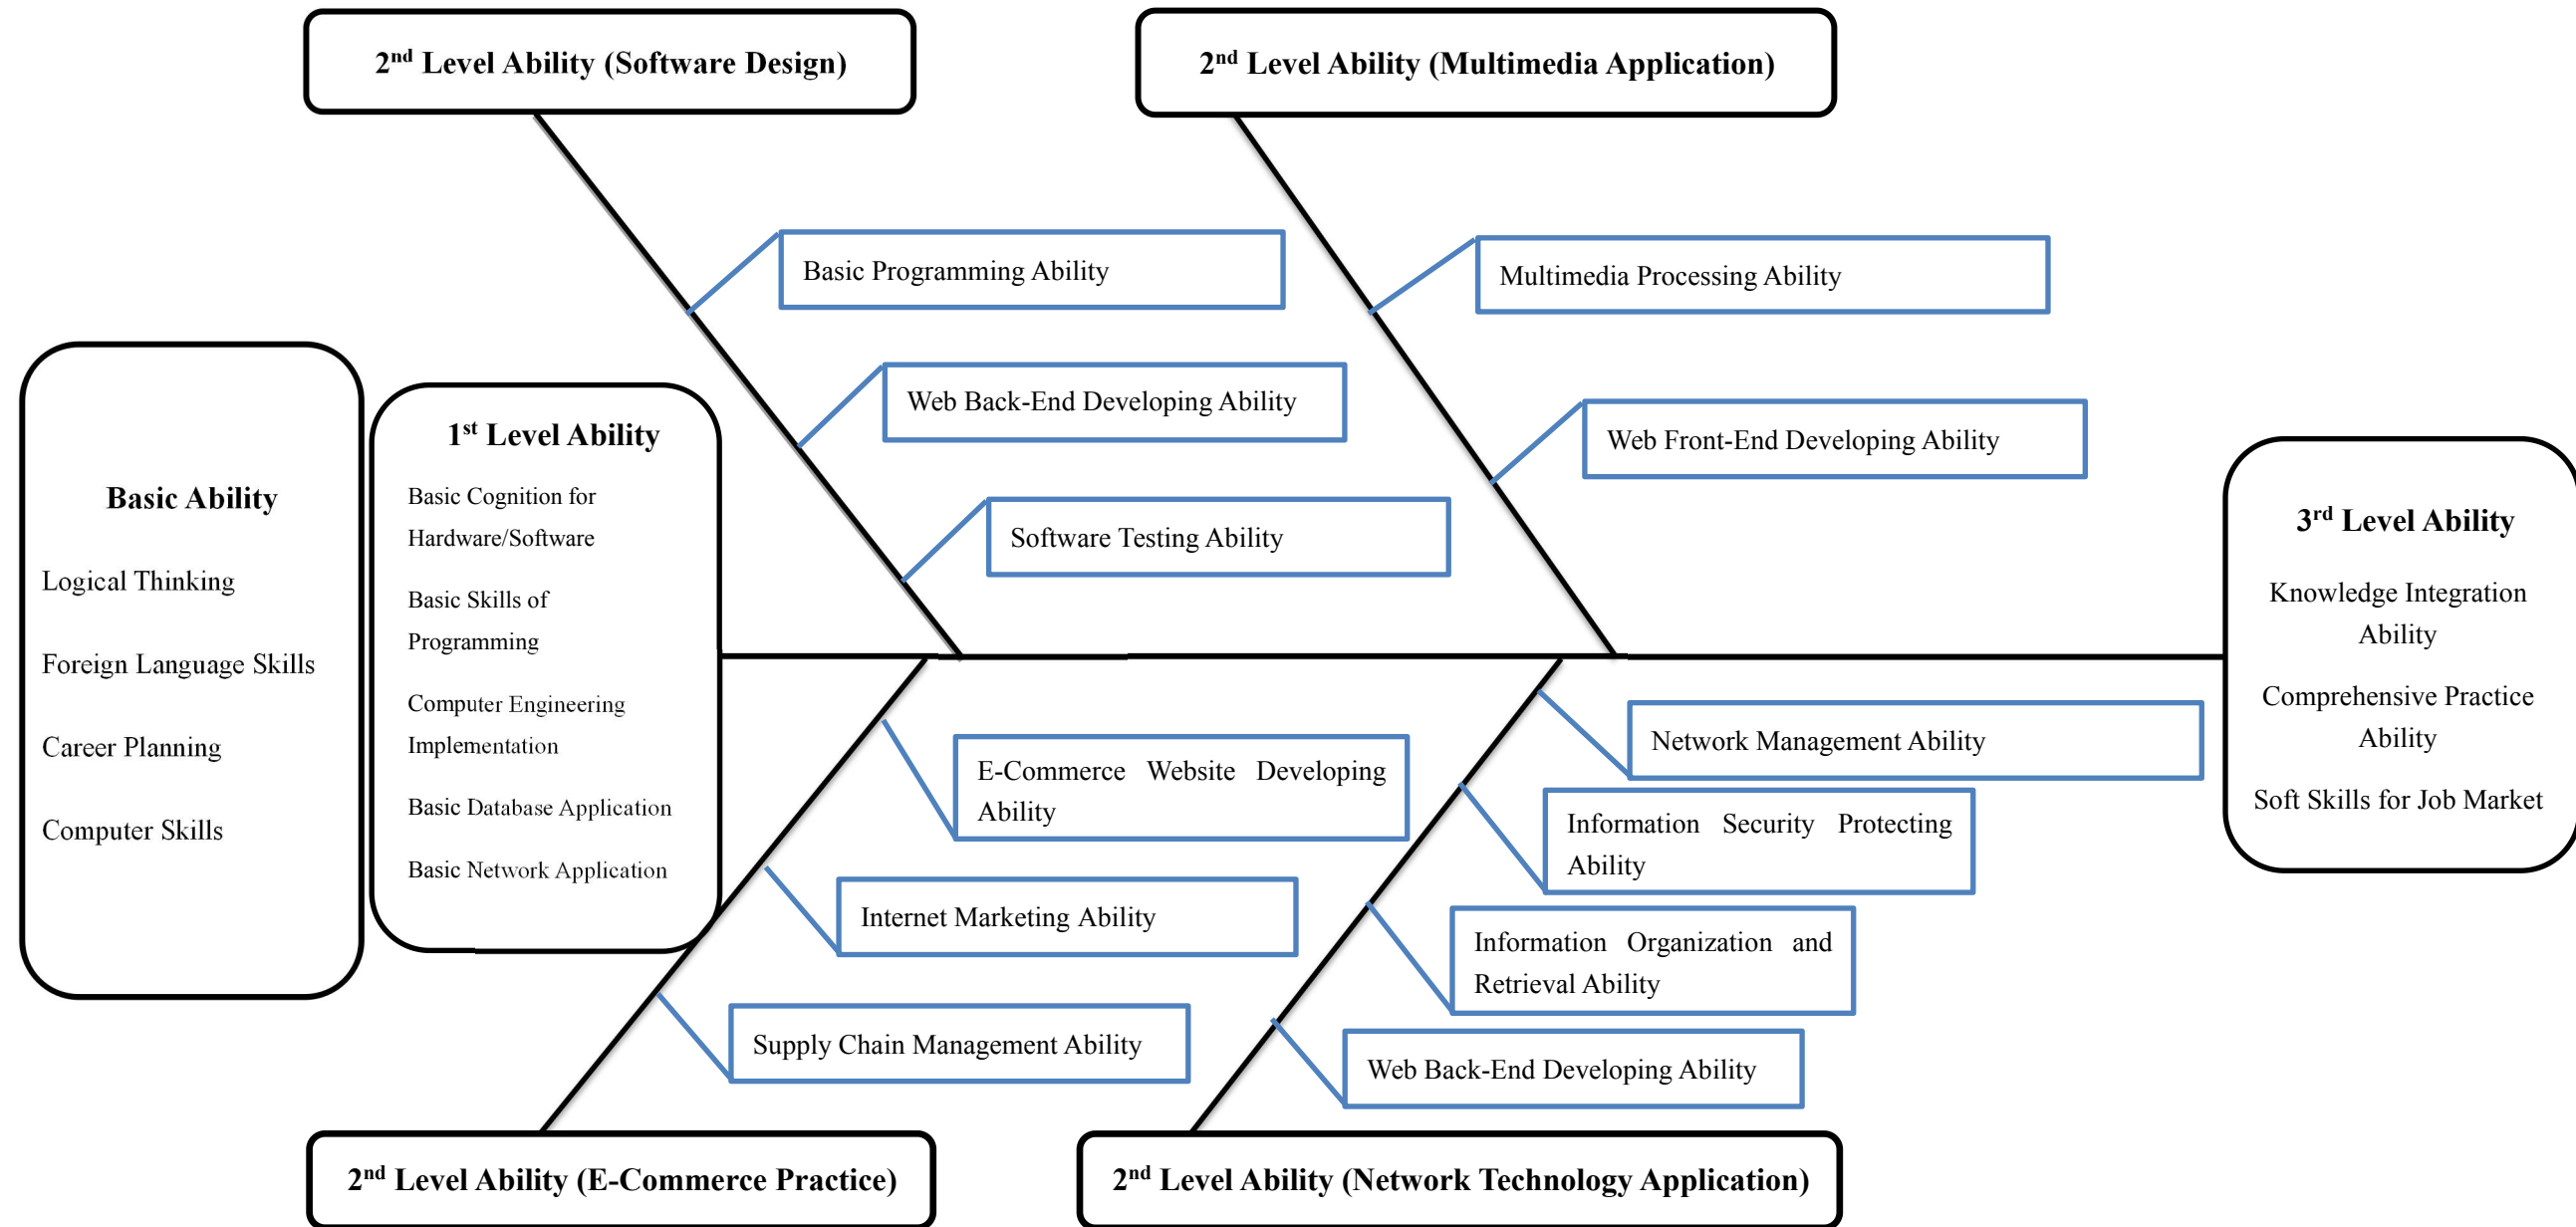 2nd Level Ability (Software Design)
2nd Level Ability (Multimedia Application)
Basic Programming Ability
Web Back-End Developing Ability
Software Testing Ability
Multimedia Processing Ability
Web Front-End Developing Ability
Basic Ability
Logical Thinking
Foreign Language Skills
Career Planning
Computer Skills
1st Level Ability
Basic Cognition for
Hardware/Software
Basic Skills of
Programming
Computer Engineering
Implementation
Basic Database Application
Basic Network Application
3rd Level Ability
Knowledge Integration
Ability
Comprehensive Practice
Ability
Soft Skills for Job Market
E-Commerce Website Developing
Ability
Internet Marketing Ability
Supply Chain Management Ability
Network Management Ability
Information Security Protecting
Ability
Information Organization and
Retrieval Ability
Web Back-End Developing Ability
2nd Level Ability (E-Commerce Practice)
2nd Level Ability (Network Technology Application)